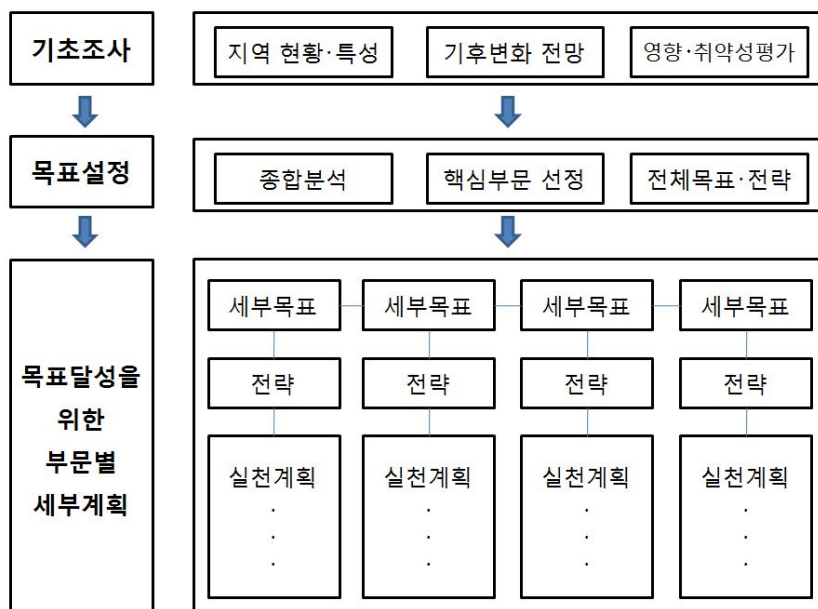 기초조사
지역 현황·특성
기후변화 전망
영향·취약성평가
목표설정
종합분석
핵심부문 선정
전체목표·전략
목표달성을
위한
부문별
세부계획
세부목표
세부목표
세부목표
세부목표
전략
전략
전략
전략
실천계획
실천계획
실천계획
실천계획